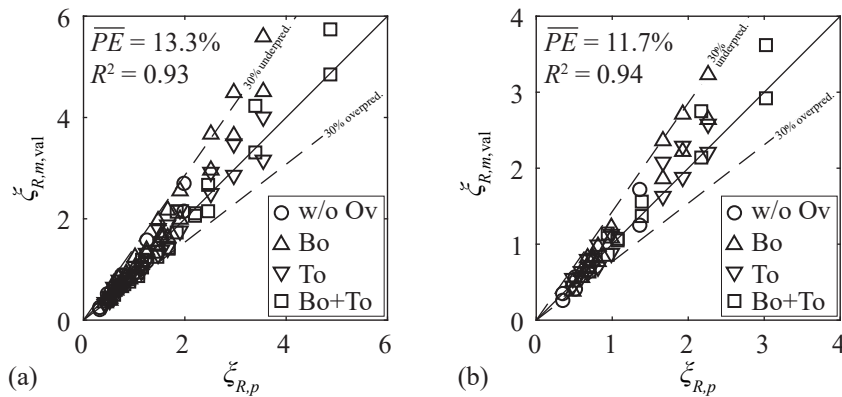 PE = 13.3%
R² = 0.93
30% underpred.
30% overpred.
ξR,m,val
6
4
2
0
w/o Ov
Bo
To
Bo+To
0 2 4 6
(a)
ξR,p
PE = 11.7%
R² = 0.94
30% underpred.
30% overpred.
ξR,m,val
4
3
2
1
0
w/o Ov
Bo
To
Bo+To
0 1 2 3 4
(b)
ξR,p